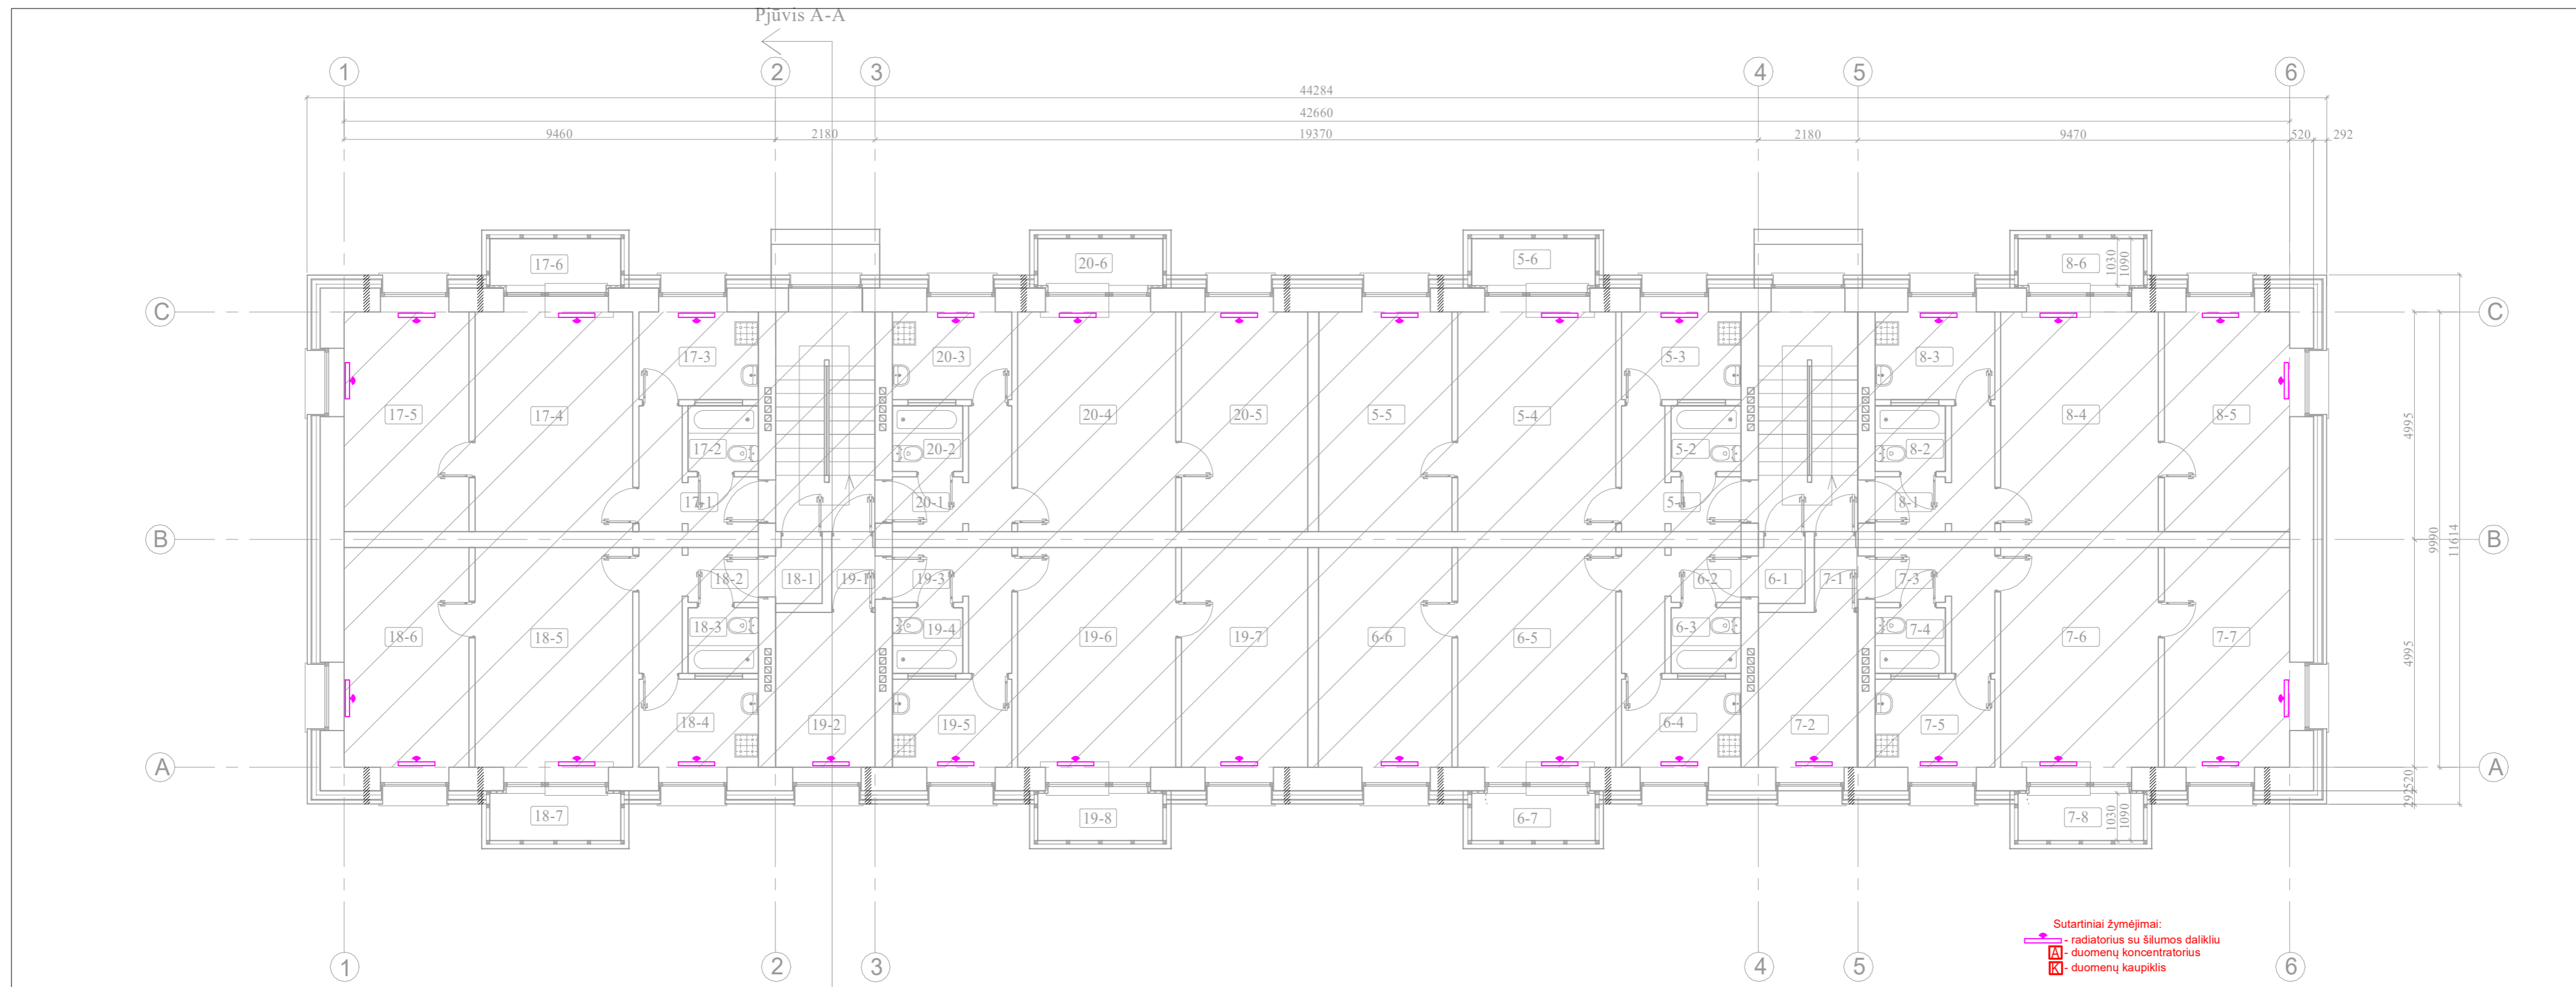 Pjūvis A-A
1 2 3 4 5 6
44284
42660
9460 2180 19370 2180 9470 520 292
17-6 20-6 5-6 8-6 1030 1090
C C
17-3 20-3 5-3 8-3
17-5 17-4 20-4 20-5 5-5 5-4 8-4 8-5 4995
17-2 20-2 5-2 8-2
17-1 20-1 5-1 8-1
B 9990 11614 B
18-2 18-1 19-1 19-3 6-2 6-1 7-1 7-3
18-3 19-4 6-3 7-4
18-6 18-5 19-6 19-7 6-6 6-5 7-6 7-7 4995
18-4 19-2 19-5 6-4 7-2 7-5
A A
520
292
18-7 19-8 6-7 7-8 1030 1090
Sutartiniai žymėjimai:
- radiatorius su šilumos dalikliu
A - duomenų koncentratorius
K - duomenų kaupiklis
1 2 3 4 5 6